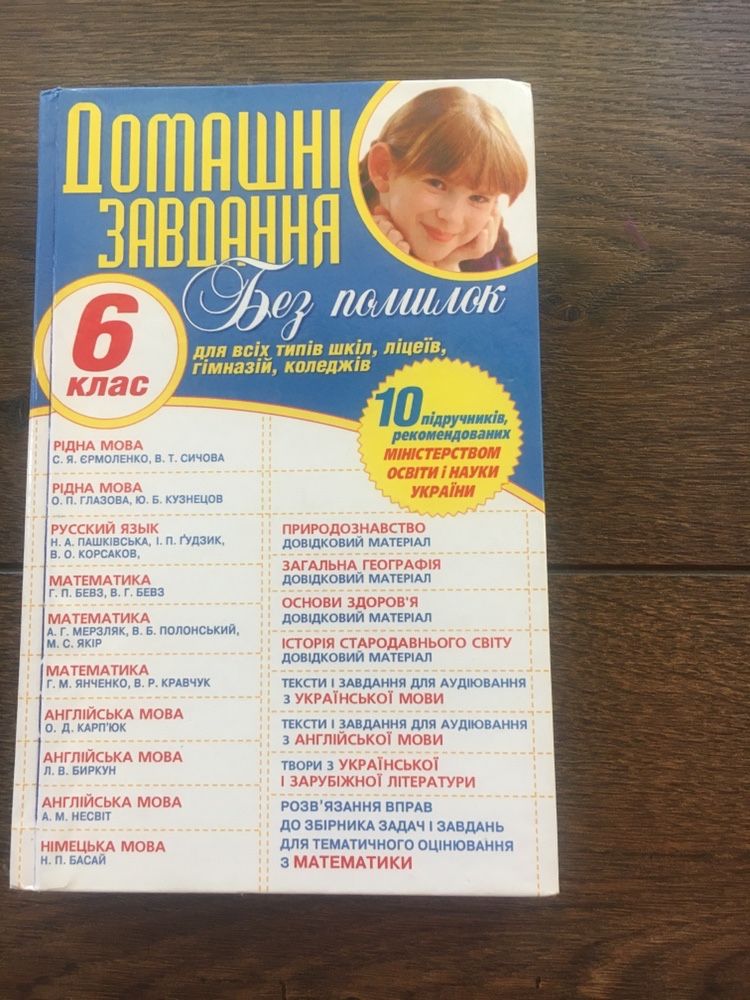 ДОМАШНІ
ЗАВДАННЯ
Без помилок
6
клас
для всіх типів шкіл, ліцеїв,
гімназій, коледжів
10 підручників,
рекомендованих
МІНІСТЕРСТВОМ
ОСВІТИ І НАУКИ
УКРАЇНИ
РІДНА МОВА
С. Я. ЄРМОЛЕНКО, В. Т. СИЧОВА
РІДНА МОВА
О. П. ГЛАЗОВА, Ю. Б. КУЗНЕЦОВ
РУССКИЙ ЯЗЫК
Н. А. ПАШКІВСЬКА, І. П. ҐУДЗИК,
В. О. КОРСАКОВ,
МАТЕМАТИКА
Г. П. БЕВЗ, В. Г. БЕВЗ
МАТЕМАТИКА
А. Г. МЕРЗЛЯК, В. Б. ПОЛОНСЬКИЙ,
М. С. ЯКІР
МАТЕМАТИКА
Г. М. ЯНЧЕНКО, В. Р. КРАВЧУК
АНГЛІЙСЬКА МОВА
О. Д. КАРП'ЮК
АНГЛІЙСЬКА МОВА
Л. В. БИРКУН
АНГЛІЙСЬКА МОВА
А. М. НЕСВІТ
НІМЕЦЬКА МОВА
Н. П. БАСАЙ
ПРИРОДОЗНАВСТВО
ДОВІДКОВИЙ МАТЕРІАЛ
ЗАГАЛЬНА ГЕОГРАФІЯ
ДОВІДКОВИЙ МАТЕРІАЛ
ОСНОВИ ЗДОРОВ'Я
ДОВІДКОВИЙ МАТЕРІАЛ
ІСТОРІЯ СТАРОДАВНЬОГО СВІТУ
ДОВІДКОВИЙ МАТЕРІАЛ
ТЕКСТИ І ЗАВДАННЯ ДЛЯ АУДІЮВАННЯ
З УКРАЇНСЬКОЇ МОВИ
ТЕКСТИ І ЗАВДАННЯ ДЛЯ АУДІЮВАННЯ
З АНГЛІЙСЬКОЇ МОВИ
ТВОРИ З УКРАЇНСЬКОЇ
І ЗАРУБІЖНОЇ ЛІТЕРАТУРИ
РОЗВ'ЯЗАННЯ ВПРАВ
ДО ЗБІРНИКА ЗАДАЧ І ЗАВДАНЬ
ДЛЯ ТЕМАТИЧНОГО ОЦІНЮВАННЯ
З МАТЕМАТИКИ